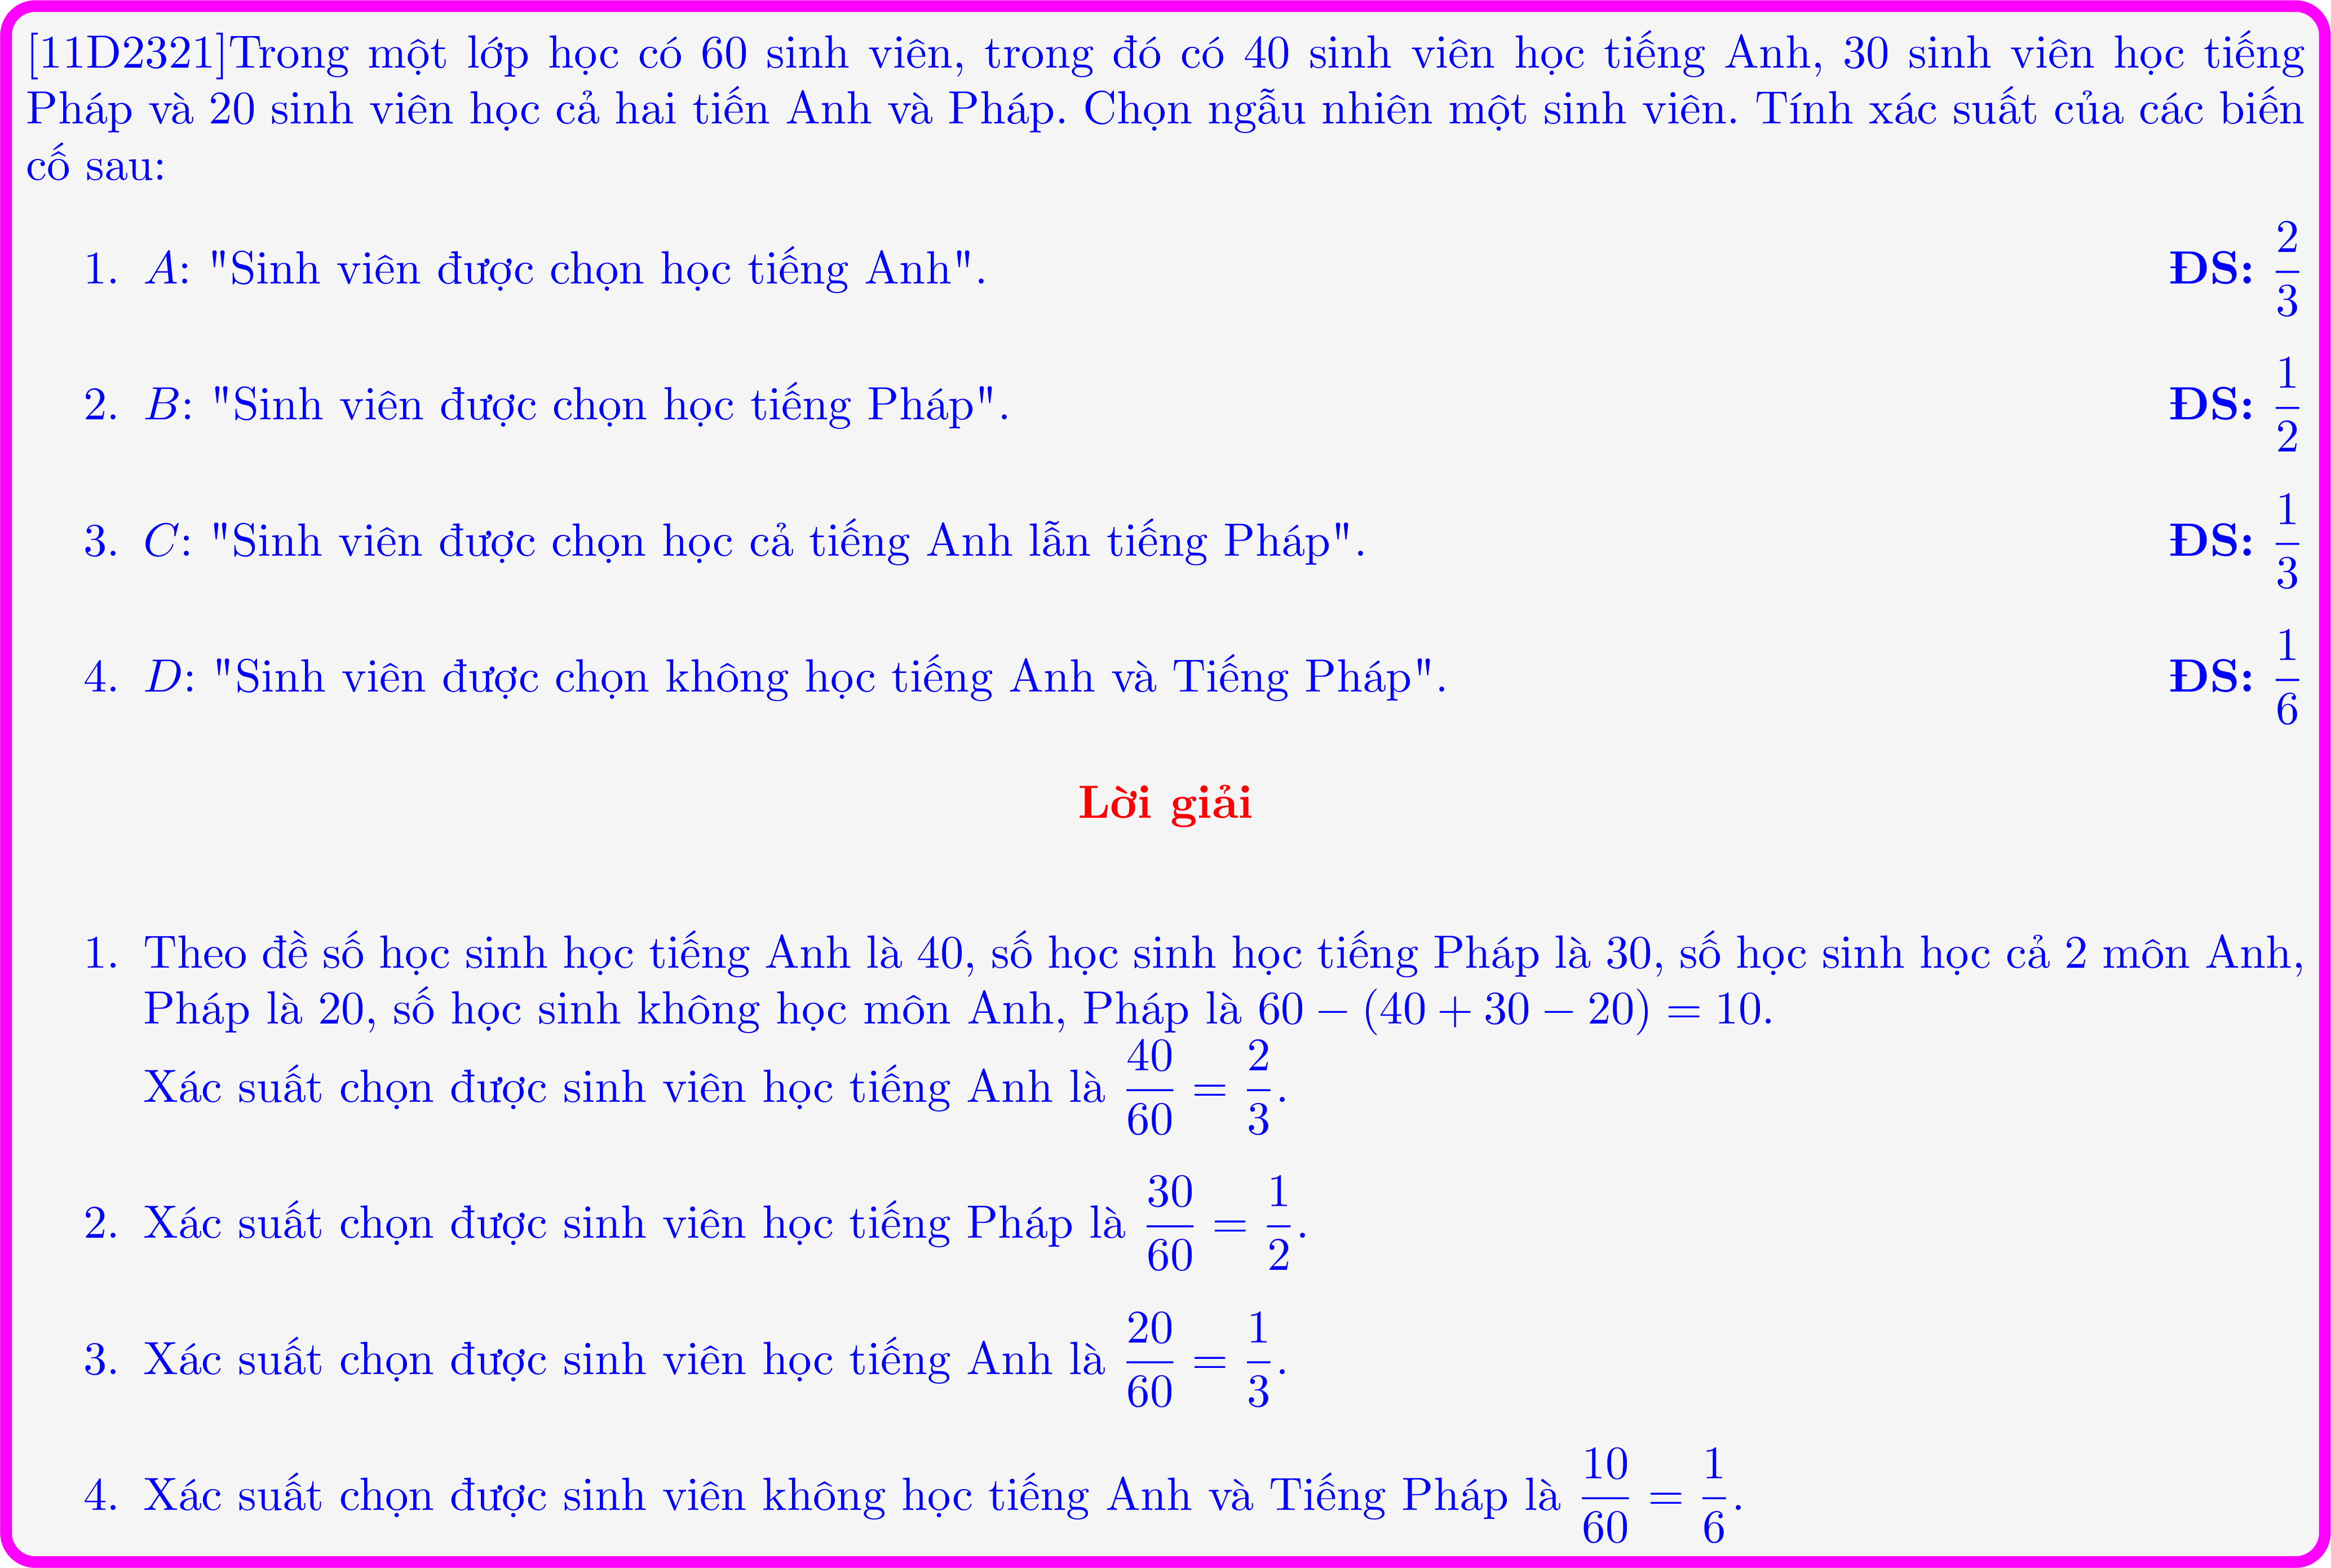 [11D2321]Trong một lớp học có 60 sinh viên, trong đó có 40 sinh viên học tiếng Anh, 30 sinh viên học tiếng
Pháp và 20 sinh viên học cả hai tiến Anh và Pháp. Chọn ngẫu nhiên một sinh viên. Tính xác suất của các biến
cố sau:
1. A: "Sinh viên được chọn học tiếng Anh". ĐS: \frac{2}{3}
2. B: "Sinh viên được chọn học tiếng Pháp". ĐS: \frac{1}{2}
3. C: "Sinh viên được chọn học cả tiếng Anh lẫn tiếng Pháp". ĐS: \frac{1}{3}
4. D: "Sinh viên được chọn không học tiếng Anh và Tiếng Pháp". ĐS: \frac{1}{6}
Lời giải
1. Theo đề số học sinh học tiếng Anh là 40, số học sinh học tiếng Pháp là 30, số học sinh học cả 2 môn Anh,
Pháp là 20, số học sinh không học môn Anh, Pháp là 60 − (40 + 30 − 20) = 10.
Xác suất chọn được sinh viên học tiếng Anh là \frac{40}{60} = \frac{2}{3}.
2. Xác suất chọn được sinh viên học tiếng Pháp là \frac{30}{60} = \frac{1}{2}.
3. Xác suất chọn được sinh viên học tiếng Anh là \frac{20}{60} = \frac{1}{3}.
4. Xác suất chọn được sinh viên không học tiếng Anh và Tiếng Pháp là \frac{10}{60} = \frac{1}{6}.